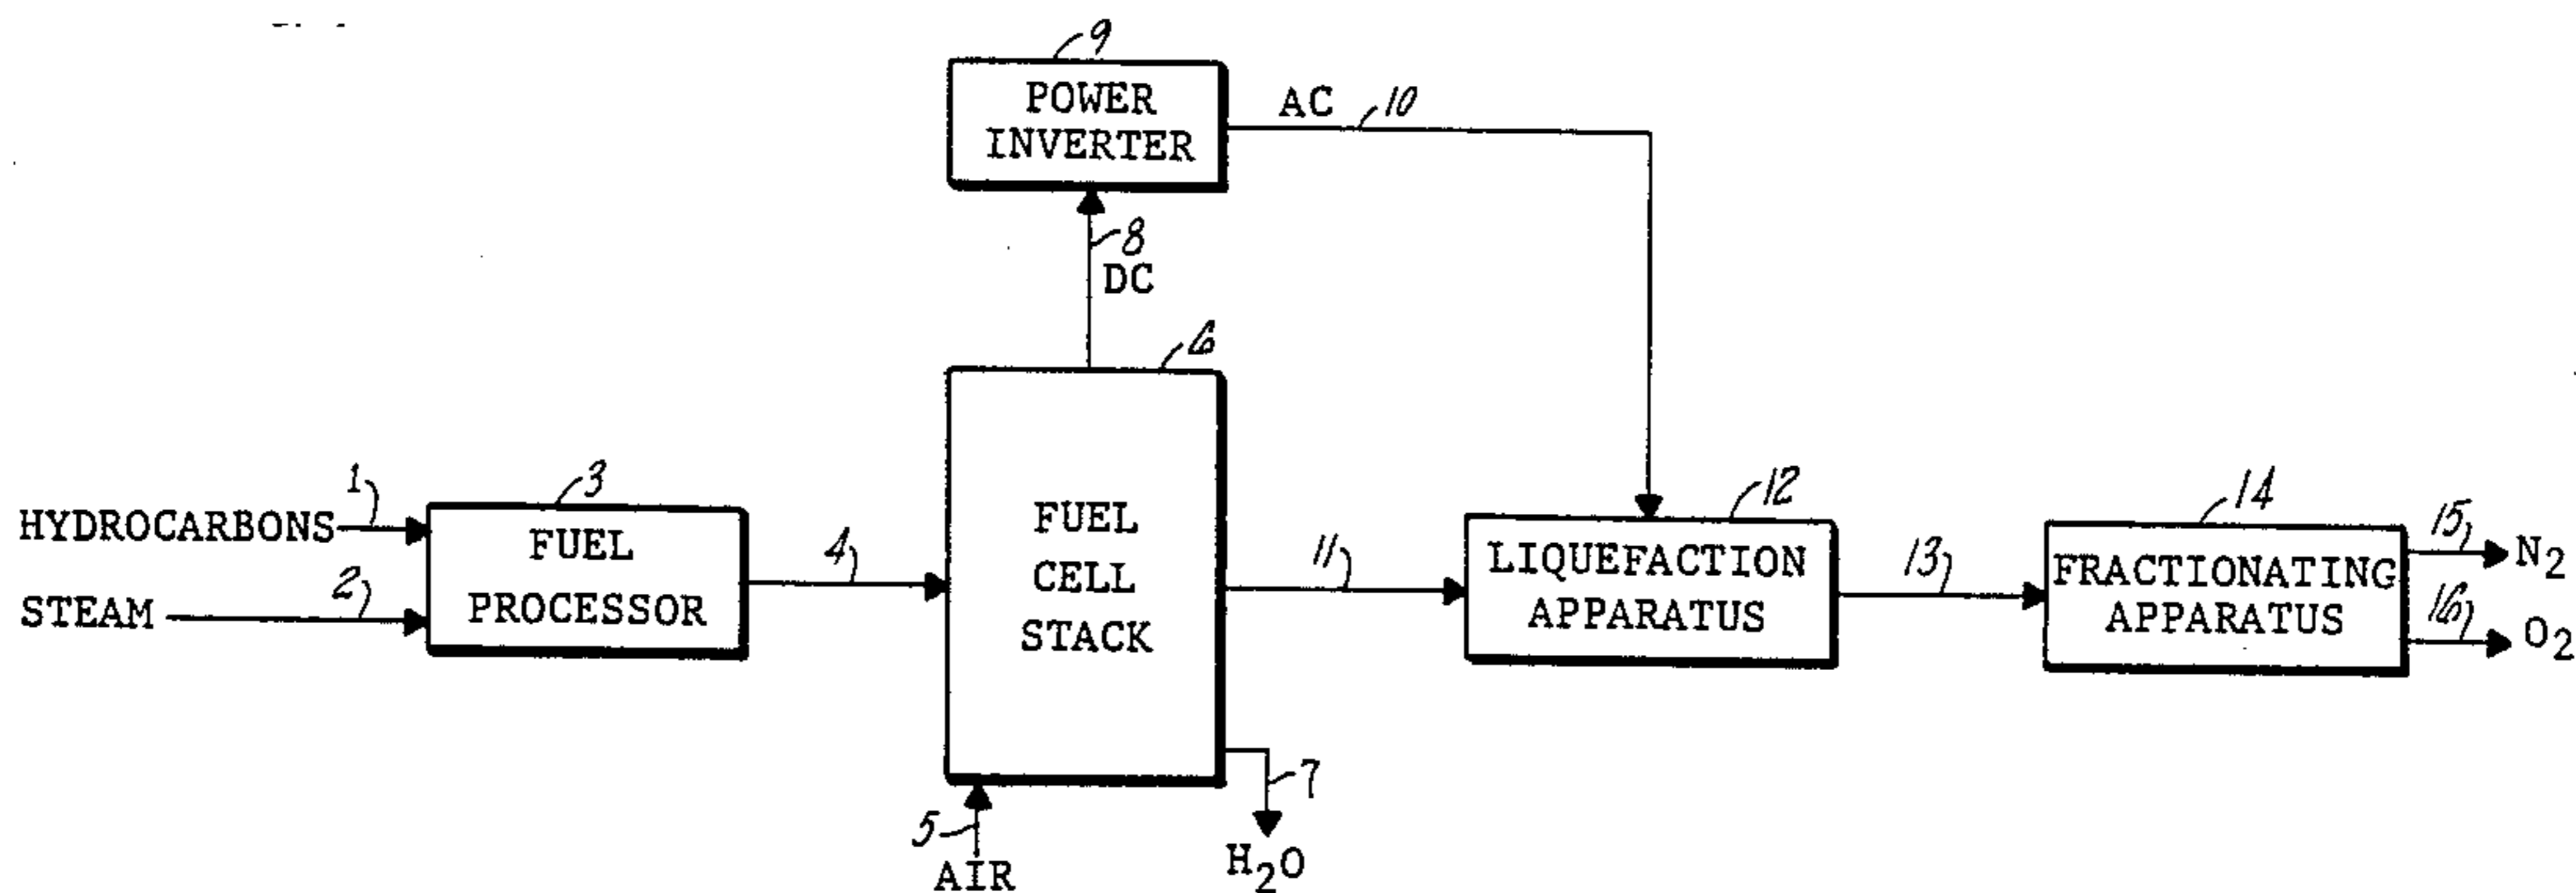 9
POWER
INVERTER
AC 10
8
DC
6
FUEL
CELL
STACK
HYDROCARBONS 1
STEAM 2
3
FUEL
PROCESSOR
4
5
AIR
7
H2O
11
12
LIQUEFACTION
APPARATUS
13
14
FRACTIONATING
APPARATUS
15 N2
16 O2